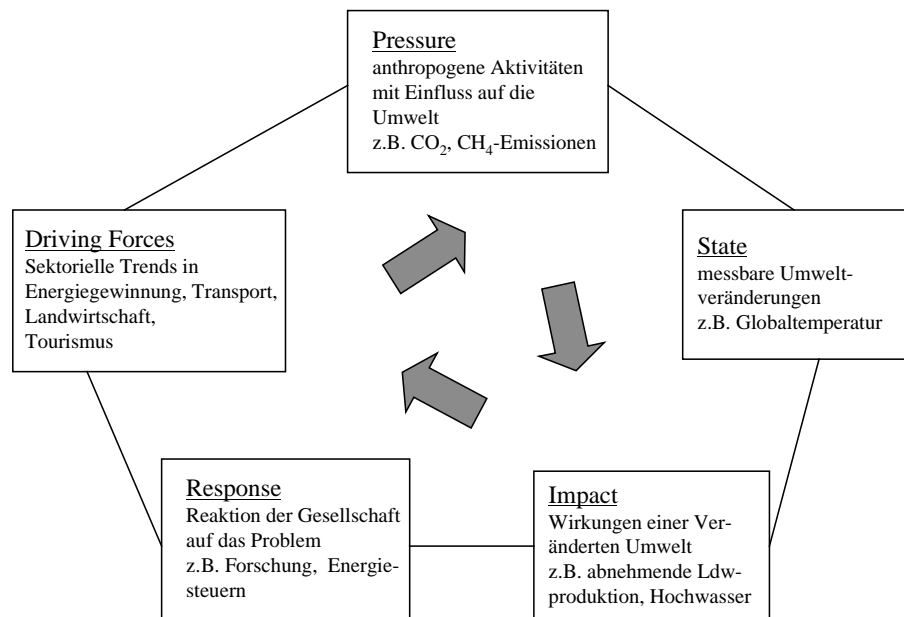 Pressure
anthropogene Aktivitäten
mit Einfluss auf die
Umwelt
z.B. CO₂, CH₄-Emissionen
Driving Forces
Sektorielle Trends in
Energiegewinnung, Transport,
Landwirtschaft,
Tourismus
State
messbare Umwelt-
veränderungen
z.B. Globaltemperatur
Response
Reaktion der Gesellschaft
auf das Problem
z.B. Forschung, Energie-
steuern
Impact
Wirkungen einer Ver-
änderten Umwelt
z.B. abnehmende Ldw-
produktion, Hochwasser